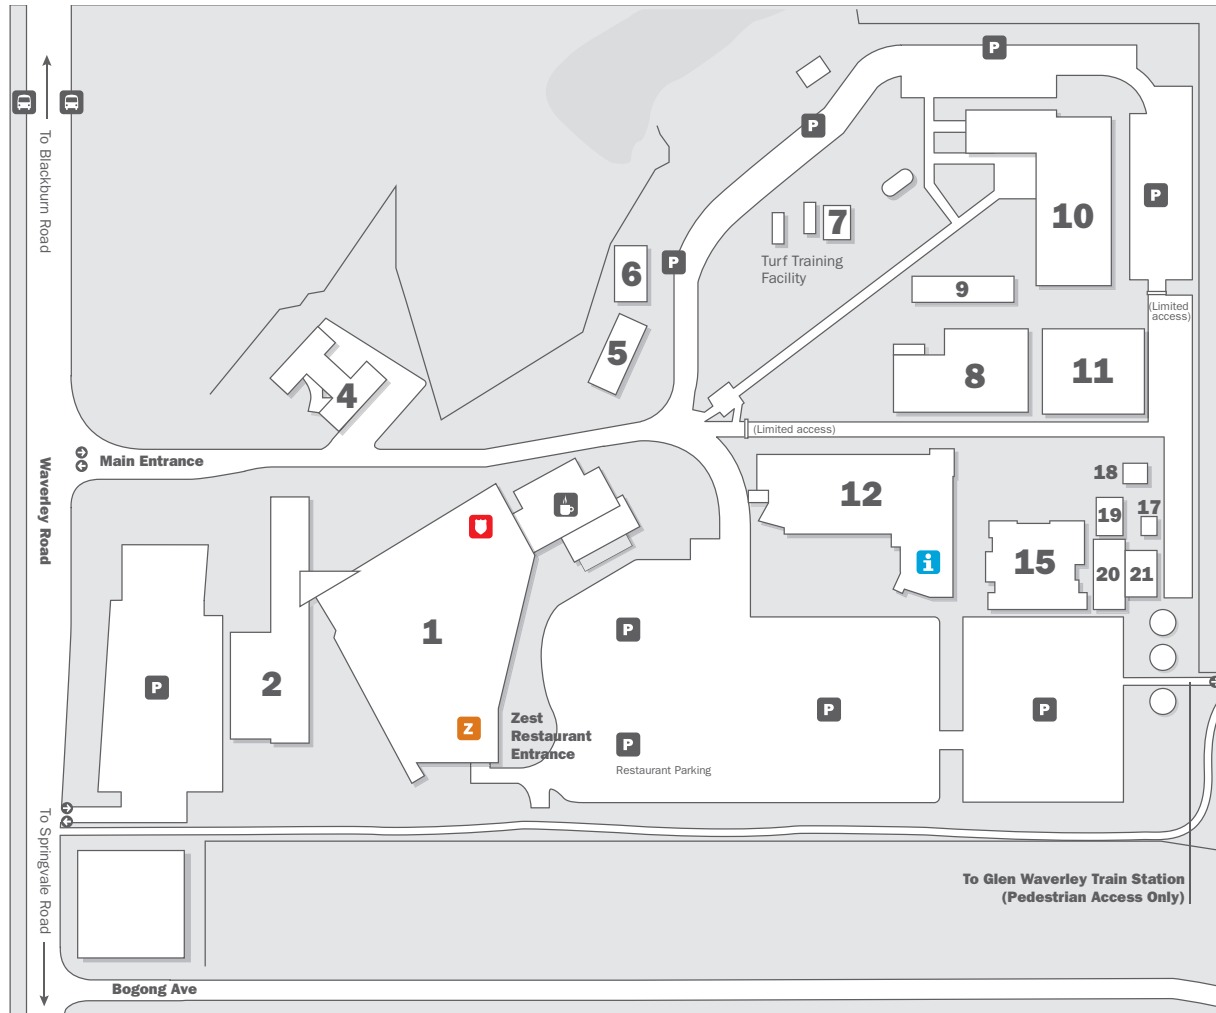 P
To Blackburn Road
P
P
7
10
6
P
Turf Training
Facility
9
(Limited
access)
5
8
11
4
(Limited access)
Main Entrance
Waverley Road
12
18
19
17
i
15
20
21
1
P
2
P
P
P
Z
Zest
Restaurant
Entrance
P
Restaurant Parking
To Springvale Road
To Glen Waverley Train Station
(Pedestrian Access Only)
Bogong Ave